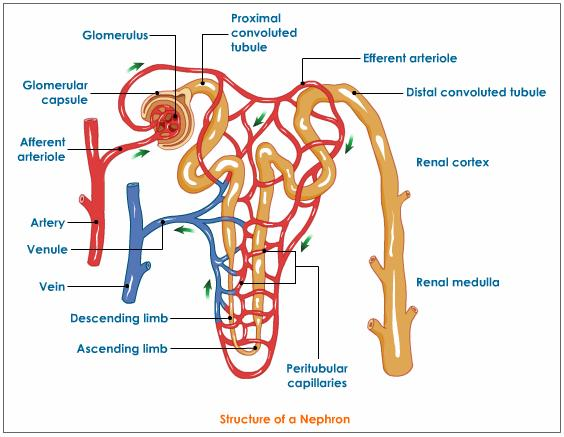 Proximal
convoluted
tubule
Glomerulus
Efferent arteriole
Glomerular
capsule
Distal convoluted tubule
Afferent
arteriole
Renal cortex
Artery
Venule
Vein
Renal medulla
Descending limb
Ascending limb
Peritubular
capillaries
Structure of a Nephron